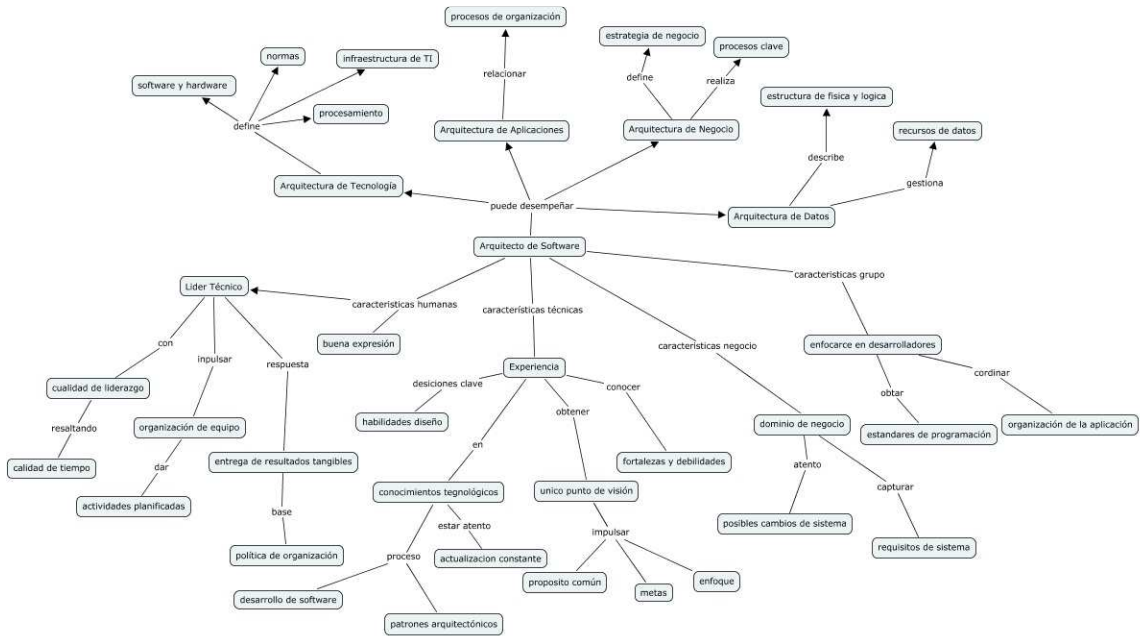 procesos de organización
estrategia de negocio
procesos clave
normas
infraestructura de TI
relacionar
define
realiza
software y hardware
estructura de fisica y logica
procesamiento
define
Arquitectura de Aplicaciones
Arquitectura de Negocio
recursos de datos
describe
Arquitectura de Tecnología
gestiona
puede desempeñar
Arquitectura de Datos
Arquitecto de Software
caracteristicas grupo
Lider Técnico
caracteristicas humanas
características técnicas
buena expresión
caracteristicas negocio
enfocarce en desarrolladores
con
inpulsar
respuesta
Experiencia
cordinar
cualidad de liderazgo
desiciones clave
conocer
obtar
resaltando
organización de equipo
habilidades diseño
obtener
dominio de negocio
estandares de programación
organización de la aplicación
en
calidad de tiempo
dar
entrega de resultados tangibles
fortalezas y debilidades
atento
capturar
actividades planificadas
conocimientos tegnológicos
unico punto de visión
base
estar atento
posibles cambios de sistema
impulsar
política de organización
proceso
actualizacion constante
requisitos de sistema
proposito común
metas
enfoque
desarrollo de software
patrones arquitectónicos